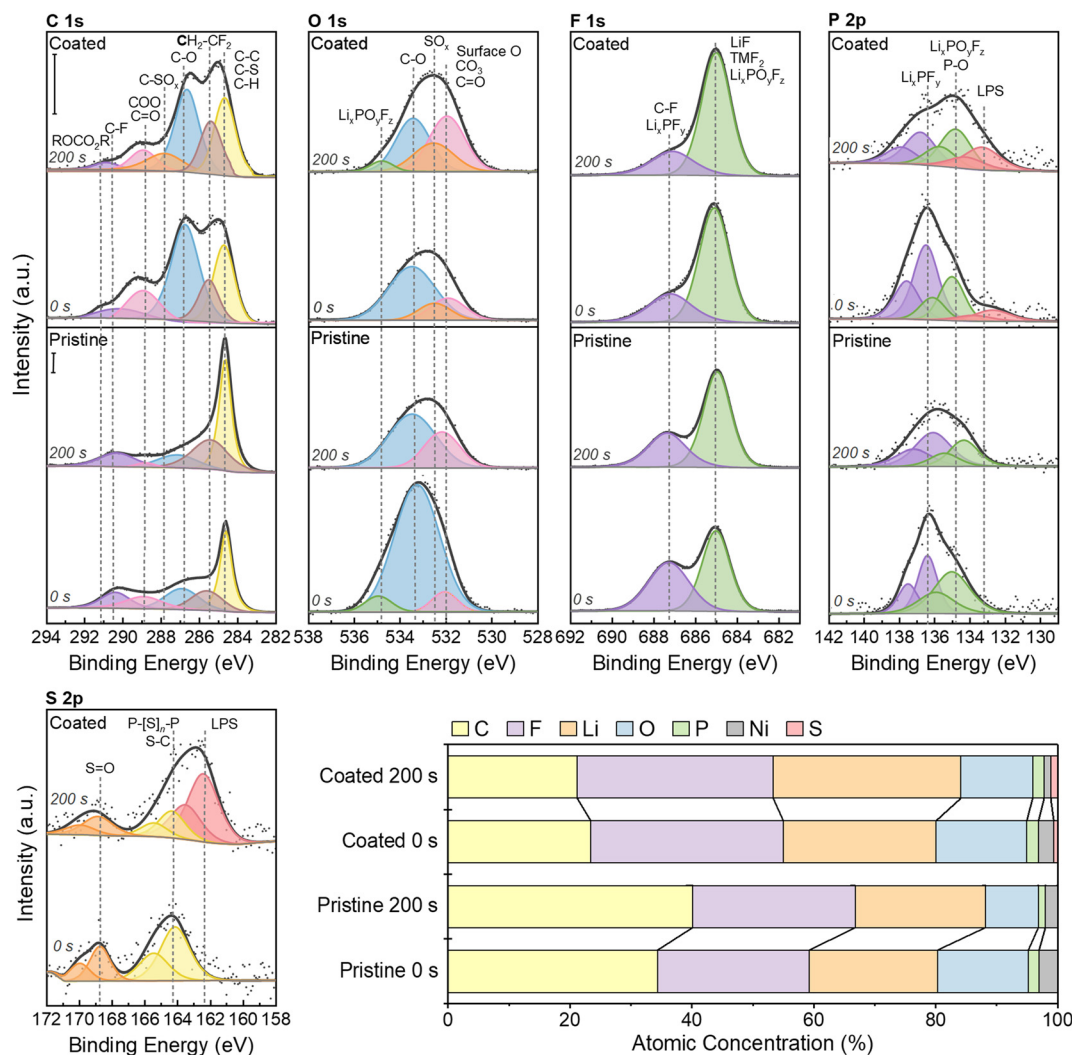 C 1s
Coated
CH₂-CF₂
C-O
C-C
C-S
C-H
C-SOₓ
COO
C=O
C-F
ROCO₂R
200 s
0 s
Pristine
200 s
0 s
294 292 290 288 286 284 282
Binding Energy (eV)
Intensity (a.u.)
O 1s
Coated
SOₓ
C-O
Surface O
CO₃
C=O
LiₓPOᵧF_z
200 s
0 s
Pristine
200 s
0 s
538 536 534 532 530 528
Binding Energy (eV)
F 1s
Coated
LiF
TMF₂
LiₓPOᵧF_z
C-F
LiₓPFᵧ
200 s
0 s
Pristine
200 s
0 s
692 690 688 686 684 682
Binding Energy (eV)
P 2p
Coated
LiₓPOᵧF_z
P-O
LiₓPFᵧ
LPS
200 s
0 s
Pristine
200 s
0 s
142 140 138 136 134 132 130
Binding Energy (eV)
S 2p
Coated
P-[S]ₙ-P
S-C
LPS
S=O
200 s
0 s
172 170 168 166 164 162 160 158
Binding Energy (eV)
Intensity (a.u.)
C F Li O P Ni S
Coated 200 s
Coated 0 s
Pristine 200 s
Pristine 0 s
0 20 40 60 80 100
Atomic Concentration (%)